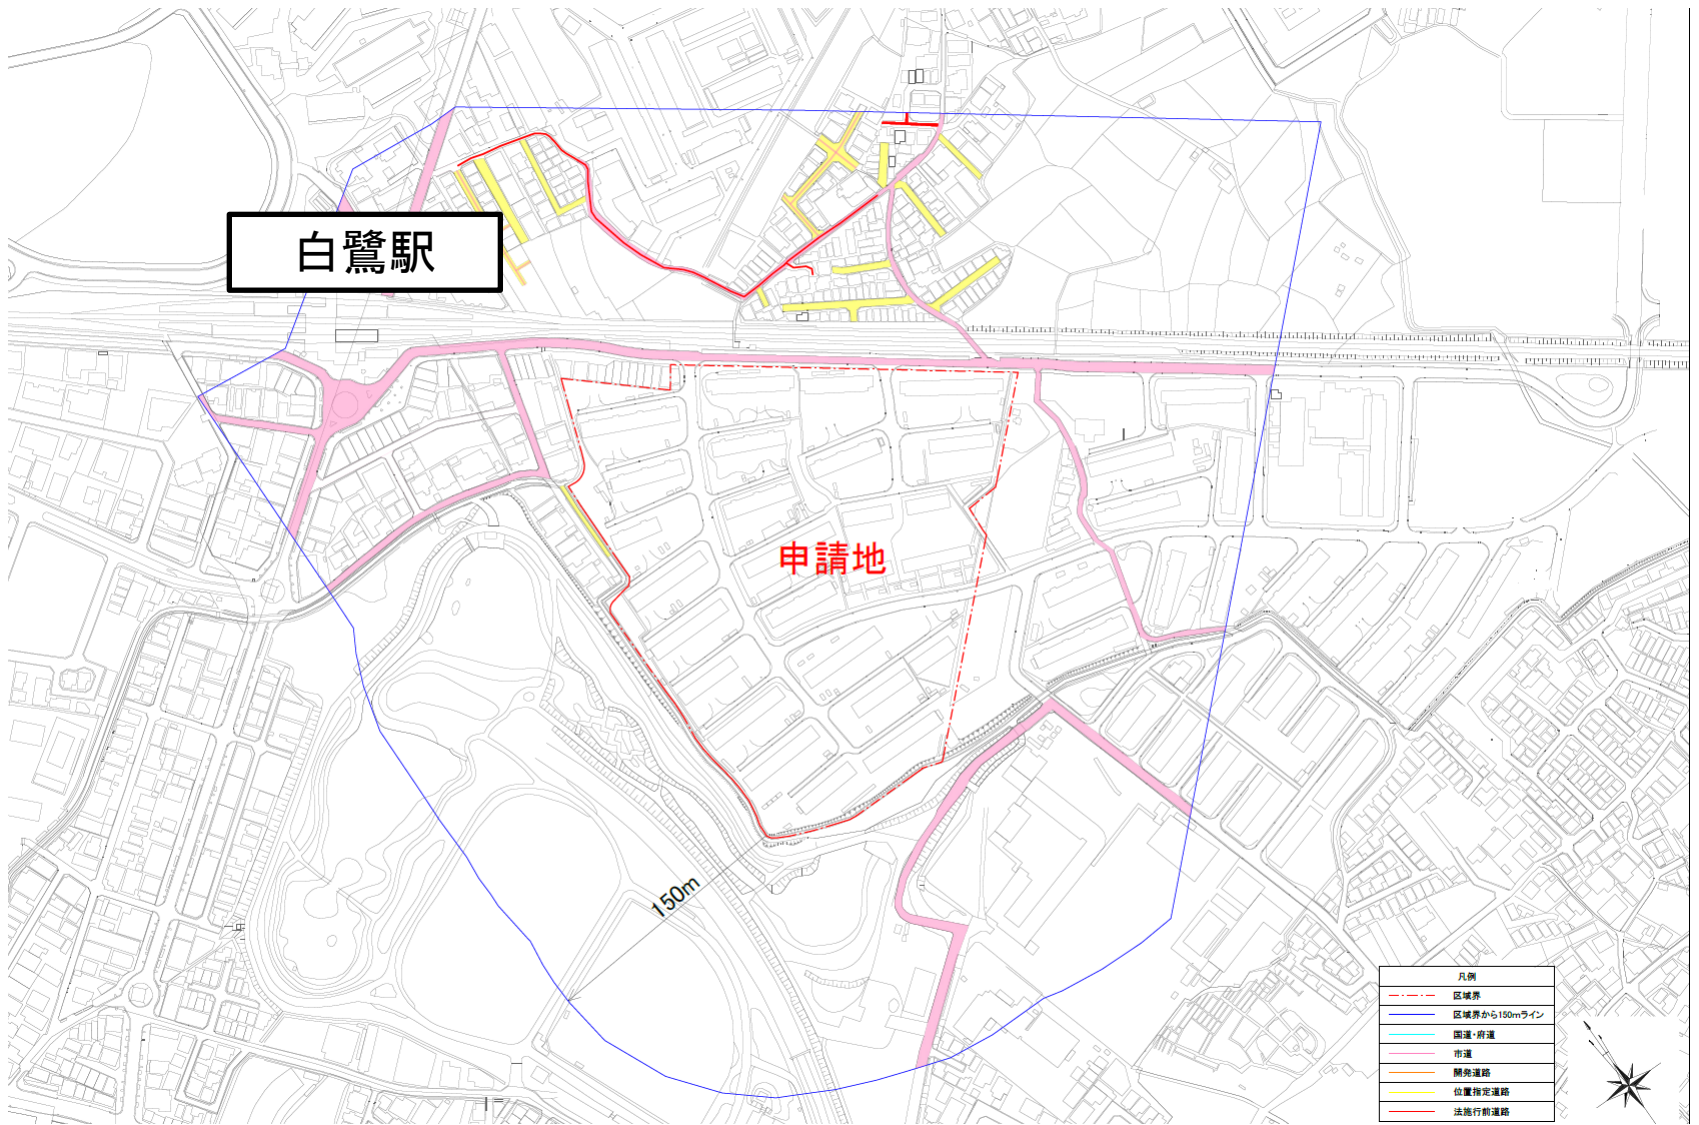 白鷺駅
申請地
150m
凡例
区域界
区域界から150mライン
国道・府道
市道
開発道路
位置指定道路
法施行前道路